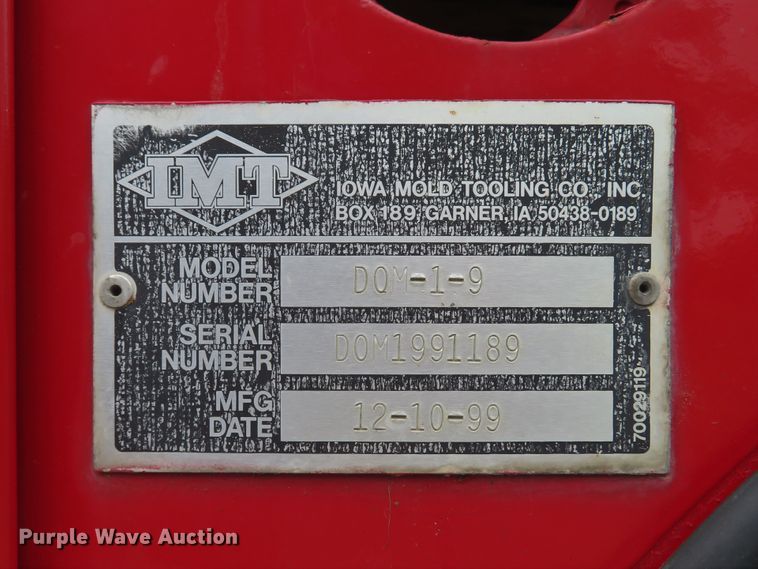 IMT
IOWA MOLD TOOLING CO., INC.
BOX 189, GARNER, IA 50438-0189
MODEL NUMBER DOM-1-9
SERIAL NUMBER DOM1991189
MFG DATE 12-10-99
70029119
Purple Wave Auction